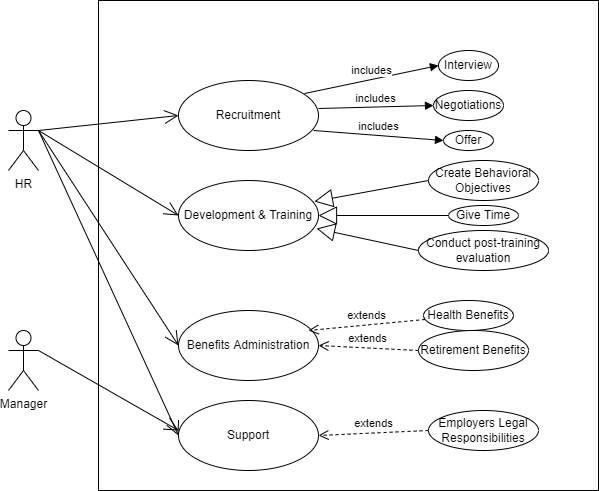 Interview
includes
includes
Negotiations
Recruitment
includes
Offer
HR
Create Behavioral
Objectives
Development & Training
Give Time
Conduct post-training
evaluation
extends
Health Benefits
extends
Benefits Administration
Retirement Benefits
Manager
extends
Employers Legal
Responsibilities
Support